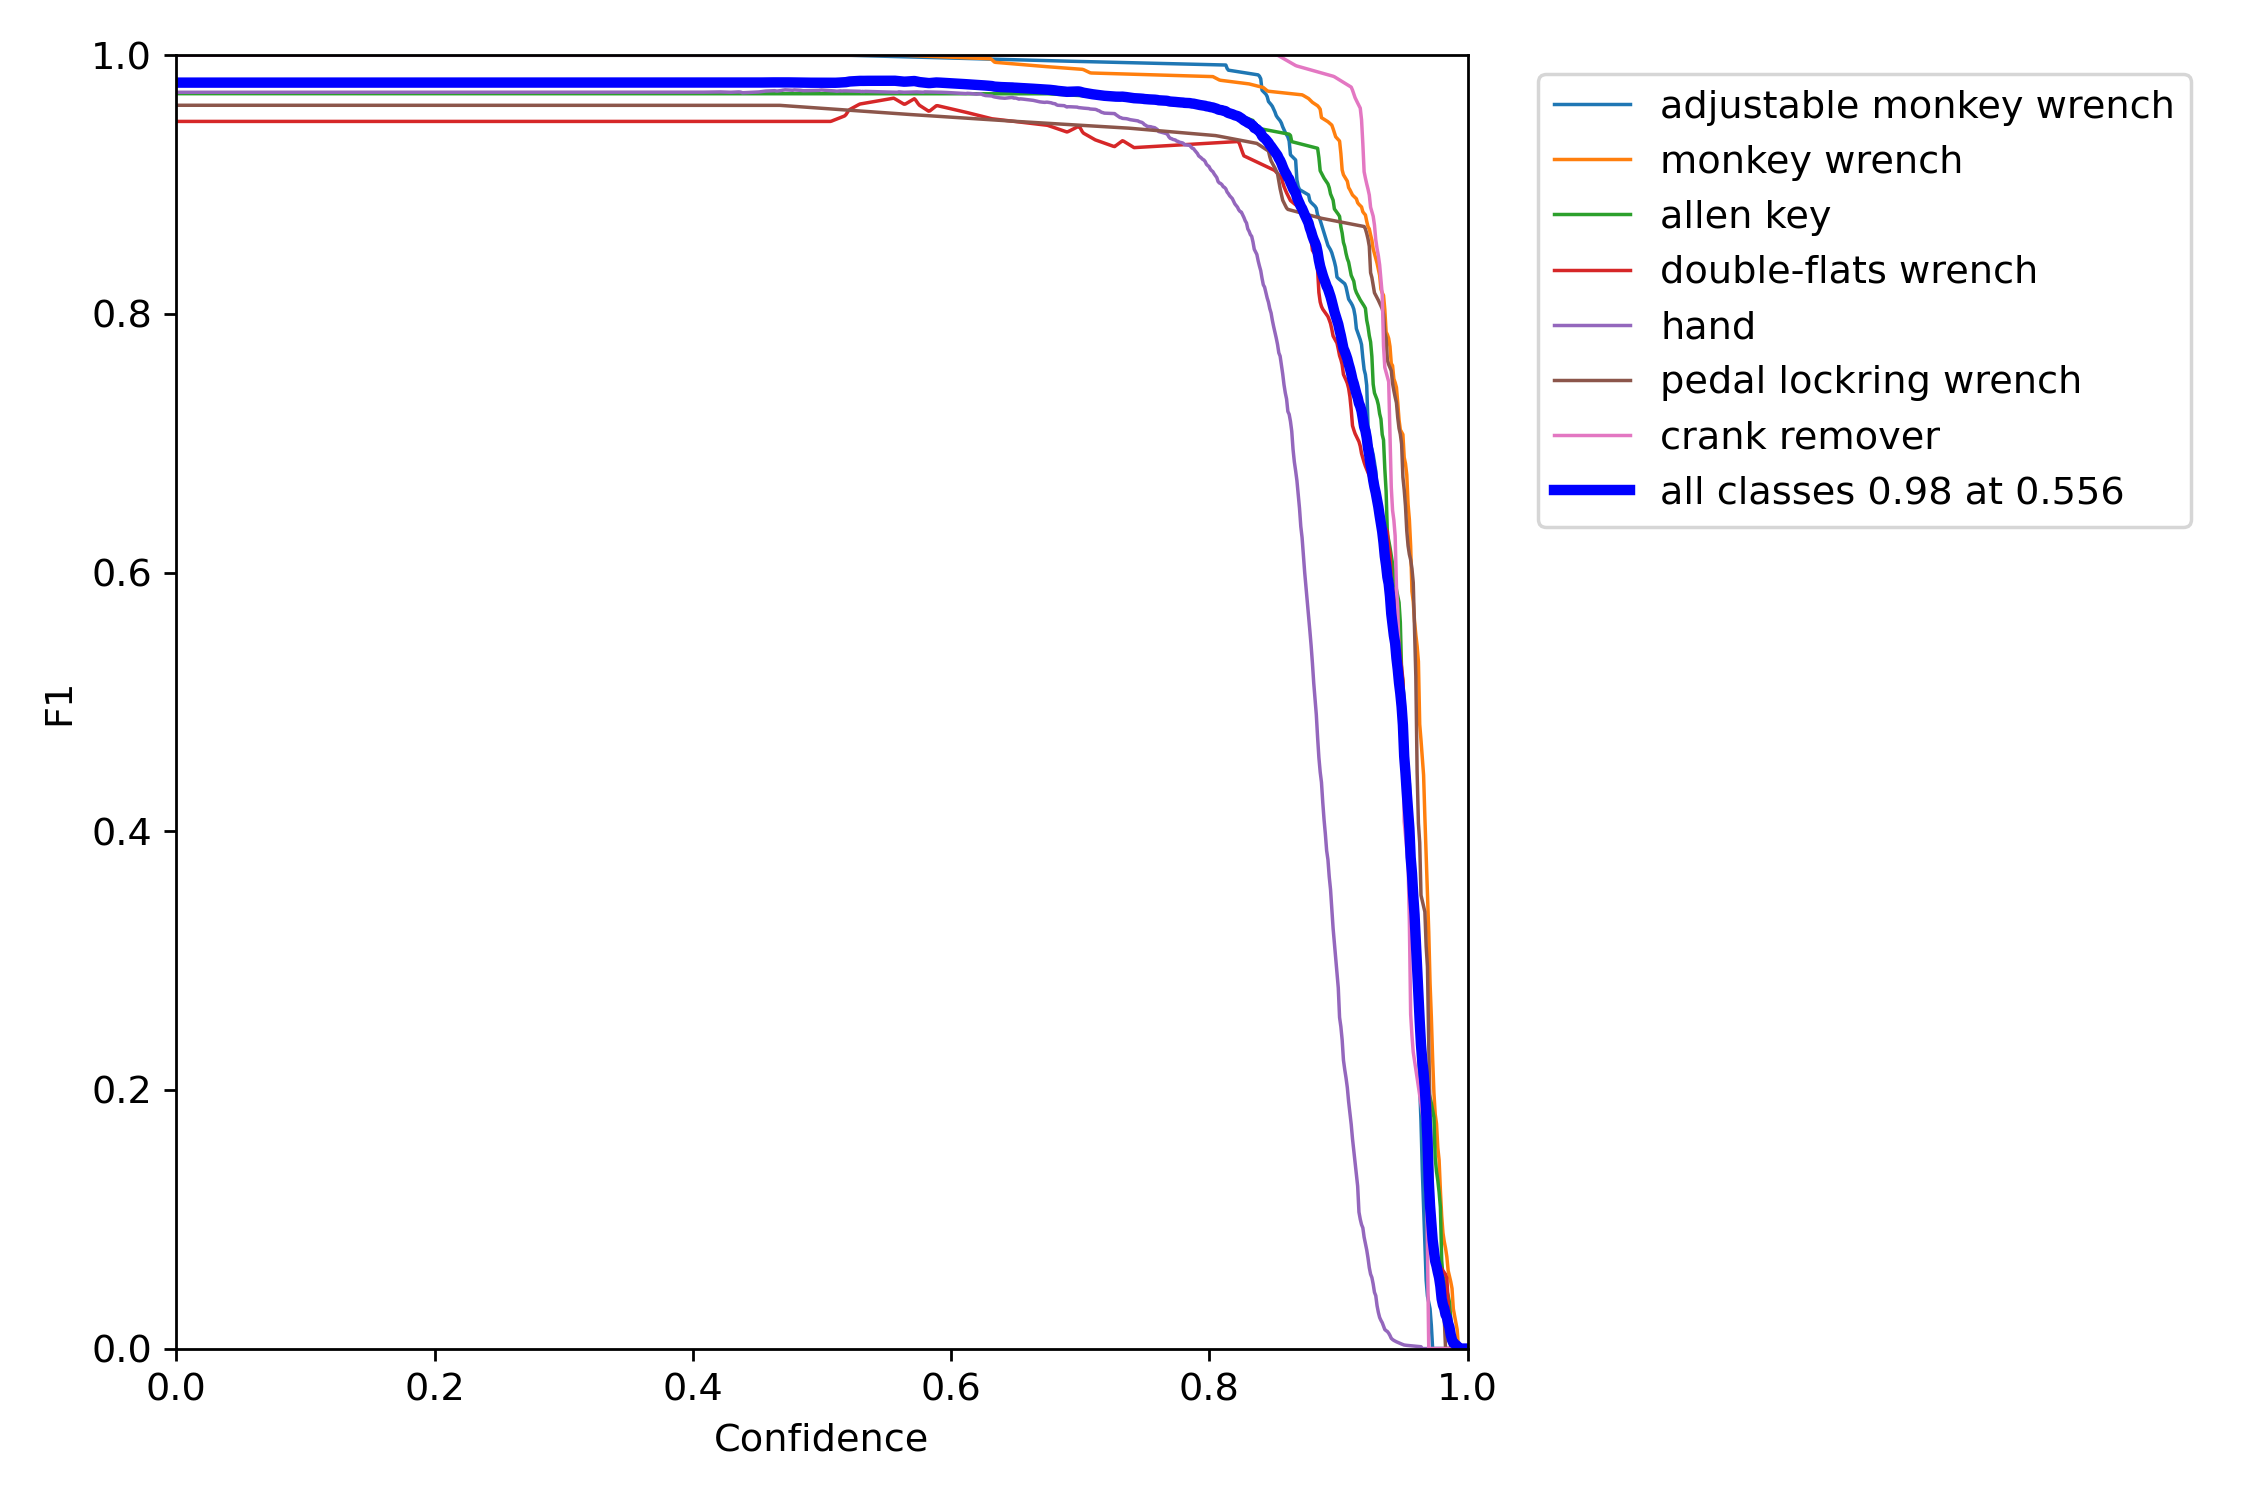 1.0
0.8
0.6
0.4
0.2
0.0
F1
0.0 0.2 0.4 0.6 0.8 1.0
Confidence
adjustable monkey wrench
monkey wrench
allen key
double-flats wrench
hand
pedal lockring wrench
crank remover
all classes 0.98 at 0.556